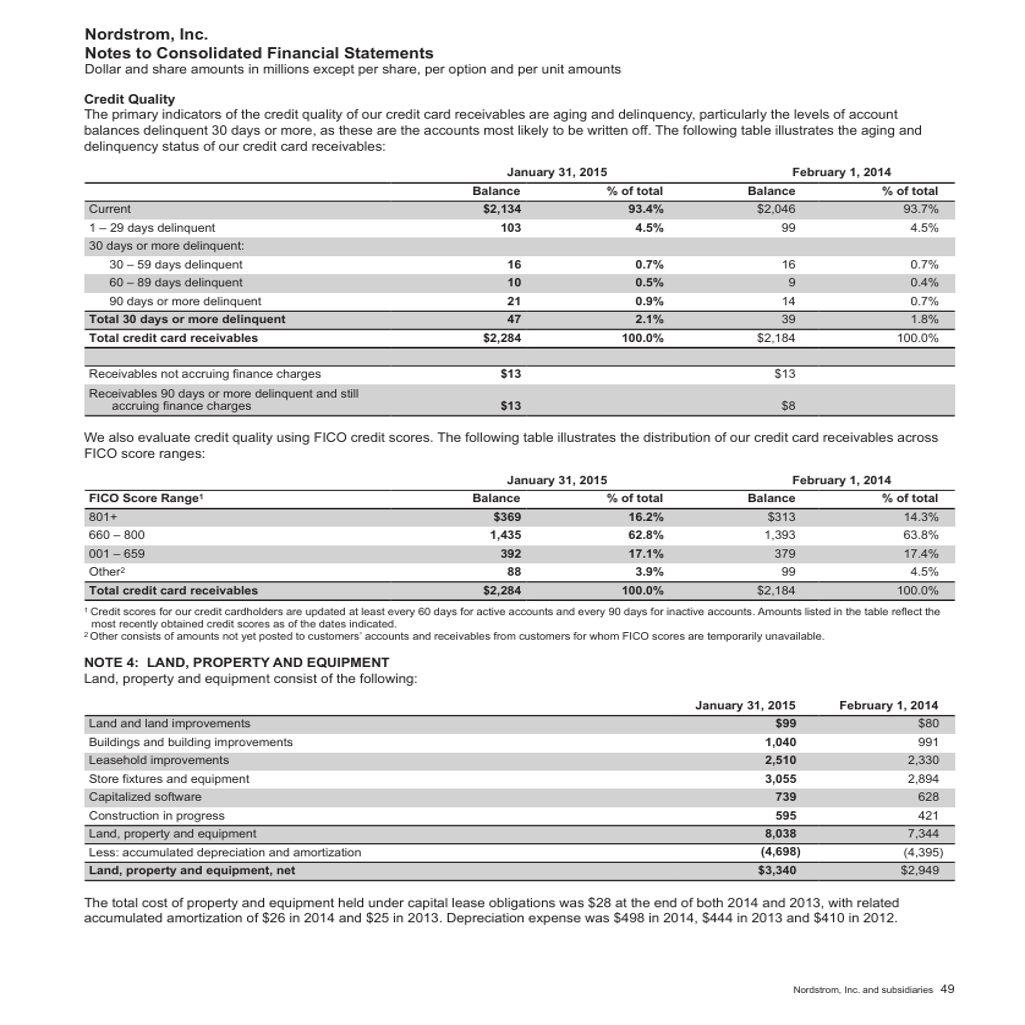 Nordstrom, Inc.
Notes to Consolidated Financial Statements
Dollar and share amounts in millions except per share, per option and per unit amounts
Credit Quality
The primary indicators of the credit quality of our credit card receivables are aging and delinquency, particularly the levels of account
balances delinquent 30 days or more, as these are the accounts most likely to be written off. The following table illustrates the aging and
delinquency status of our credit card receivables:
January 31, 2015 February 1, 2014
Balance % of total Balance % of total
Current $2,134 93.4% $2,046 93.7%
1 – 29 days delinquent 103 4.5% 99 4.5%
30 days or more delinquent:
30 – 59 days delinquent 16 0.7% 16 0.7%
60 – 89 days delinquent 10 0.5% 9 0.4%
90 days or more delinquent 21 0.9% 14 0.7%
Total 30 days or more delinquent 47 2.1% 39 1.8%
Total credit card receivables $2,284 100.0% $2,184 100.0%
Receivables not accruing finance charges $13 $13
Receivables 90 days or more delinquent and still
accruing finance charges $13 $8
We also evaluate credit quality using FICO credit scores. The following table illustrates the distribution of our credit card receivables across
FICO score ranges:
January 31, 2015 February 1, 2014
FICO Score Range¹ Balance % of total Balance % of total
801+ $369 16.2% $313 14.3%
660 – 800 1,435 62.8% 1,393 63.8%
001 – 659 392 17.1% 379 17.4%
Other² 88 3.9% 99 4.5%
Total credit card receivables $2,284 100.0% $2,184 100.0%
¹ Credit scores for our credit cardholders are updated at least every 60 days for active accounts and every 90 days for inactive accounts. Amounts listed in the table reflect the
most recently obtained credit scores as of the dates indicated.
² Other consists of amounts not yet posted to customers' accounts and receivables from customers for whom FICO scores are temporarily unavailable.
NOTE 4: LAND, PROPERTY AND EQUIPMENT
Land, property and equipment consist of the following:
January 31, 2015 February 1, 2014
Land and land improvements $99 $80
Buildings and building improvements 1,040 991
Leasehold improvements 2,510 2,330
Store fixtures and equipment 3,055 2,894
Capitalized software 739 628
Construction in progress 595 421
Land, property and equipment 8,038 7,344
Less: accumulated depreciation and amortization (4,698) (4,395)
Land, property and equipment, net $3,340 $2,949
The total cost of property and equipment held under capital lease obligations was $28 at the end of both 2014 and 2013, with related
accumulated amortization of $26 in 2014 and $25 in 2013. Depreciation expense was $498 in 2014, $444 in 2013 and $410 in 2012.
Nordstrom, Inc. and subsidiaries 49